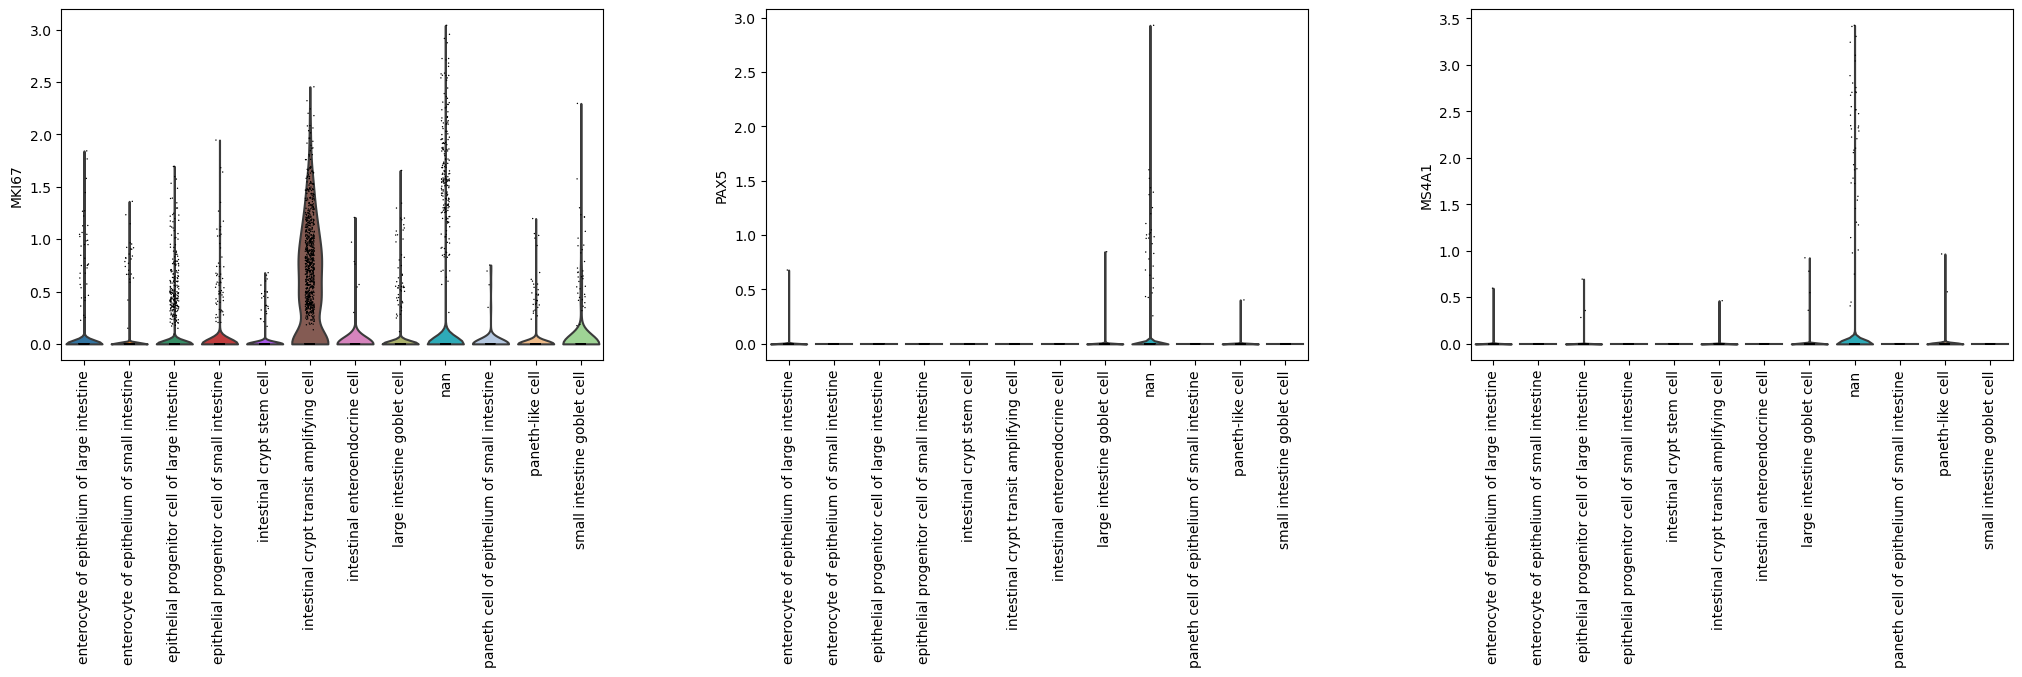 MKI67
3.0
2.5
2.0
1.5
1.0
0.5
0.0
enterocyte of epithelium of large intestine
enterocyte of epithelium of small intestine
epithelial progenitor cell of large intestine
epithelial progenitor cell of small intestine
intestinal crypt stem cell
intestinal crypt transit amplifying cell
intestinal enteroendocrine cell
large intestine goblet cell
nan
paneth cell of epithelium of small intestine
paneth-like cell
small intestine goblet cell
PAX5
3.0
2.5
2.0
1.5
1.0
0.5
0.0
enterocyte of epithelium of large intestine
enterocyte of epithelium of small intestine
epithelial progenitor cell of large intestine
epithelial progenitor cell of small intestine
intestinal crypt stem cell
intestinal crypt transit amplifying cell
intestinal enteroendocrine cell
large intestine goblet cell
nan
paneth cell of epithelium of small intestine
paneth-like cell
small intestine goblet cell
MS4A1
3.5
3.0
2.5
2.0
1.5
1.0
0.5
0.0
enterocyte of epithelium of large intestine
enterocyte of epithelium of small intestine
epithelial progenitor cell of large intestine
epithelial progenitor cell of small intestine
intestinal crypt stem cell
intestinal crypt transit amplifying cell
intestinal enteroendocrine cell
large intestine goblet cell
nan
paneth cell of epithelium of small intestine
paneth-like cell
small intestine goblet cell